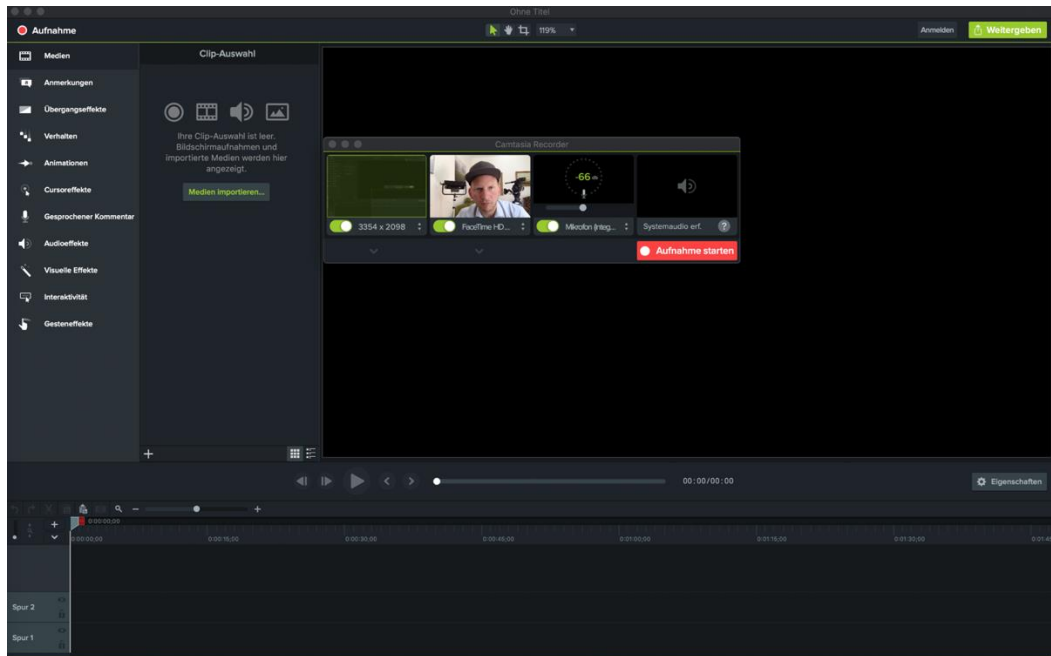 Ohne Titel
Aufnahme
119%
Anmelden
Weitergeben
Medien
Anmerkungen
Übergangseffekte
Verhalten
Animationen
Cursoreffekte
Gesprochener Kommentar
Audioeffekte
Visuelle Effekte
Interaktivität
Gesteneffekte
Clip-Auswahl
Ihre Clip-Auswahl ist leer.
Bildschirmaufnahmen und
importierte Medien werden hier
angezeigt.
Medien importieren...
Camtasia Recorder
-66
3354 x 2098
FaceTime HD...
Mikrofon (integ...
Systemaudio erf.
?
Aufnahme starten
00:00/00:00
Eigenschaften
0:00:00;00
0:00:00;00
0:00:15;00
0:00:30;00
0:00:45;00
0:01:00;00
0:01:15;00
0:01:30;00
Spur 2
Spur 1